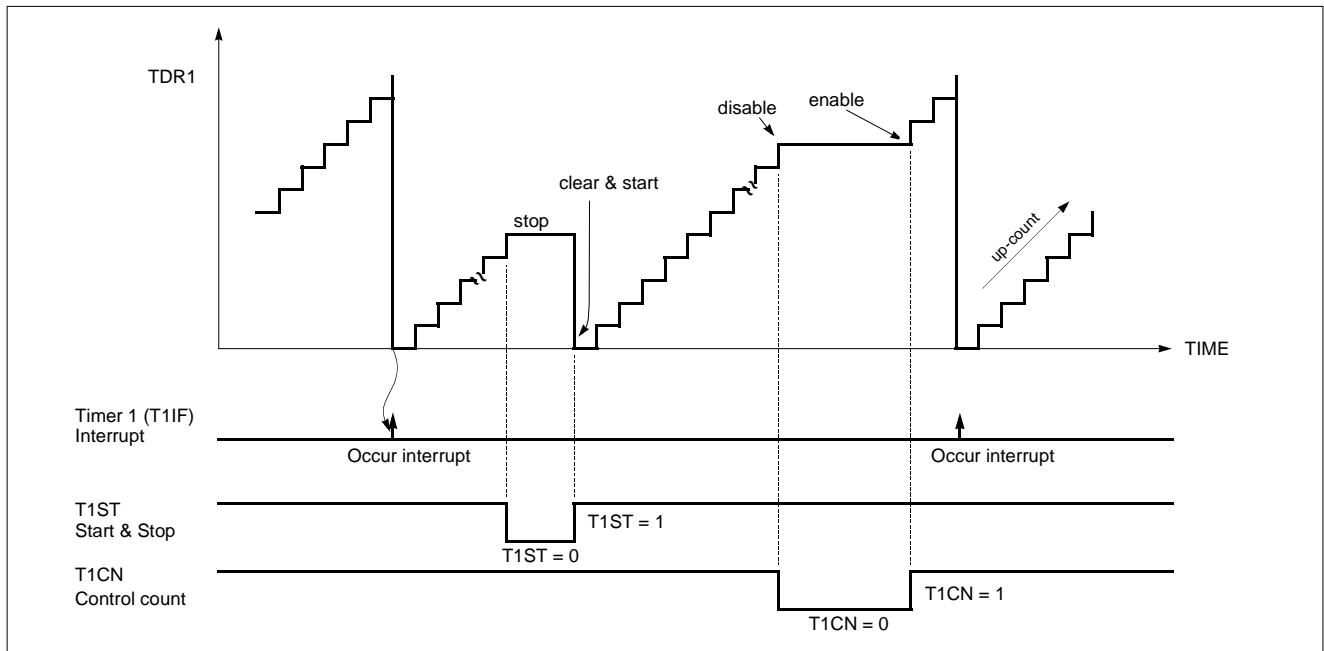 TDR1
disable
enable
clear & start
stop
up-count
TIME
Timer 1 (T1IF)
Interrupt
Occur interrupt
Occur interrupt
T1ST
Start & Stop
T1ST = 1
T1ST = 0
T1CN
Control count
T1CN = 1
T1CN = 0